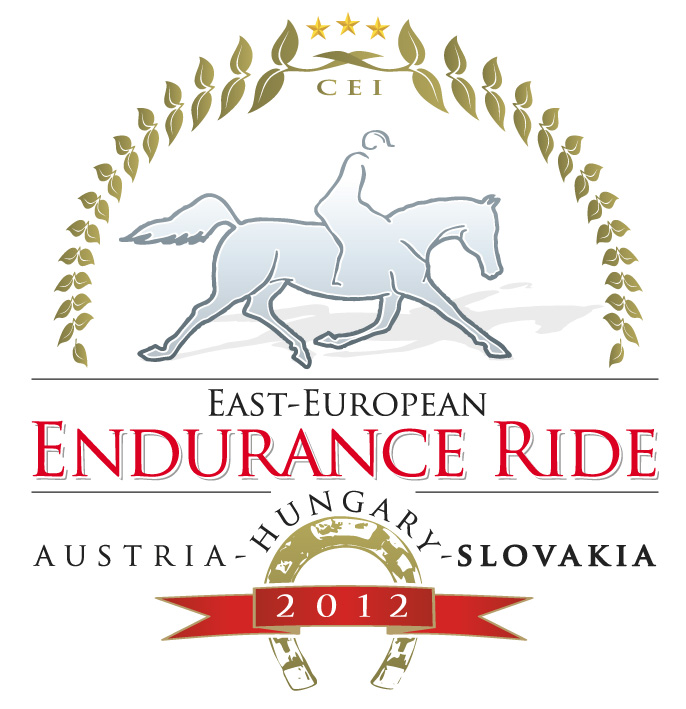 CEI
EAST-EUROPEAN
ENDURANCE RIDE
AUSTRIA-HUNGARY-SLOVAKIA
2012